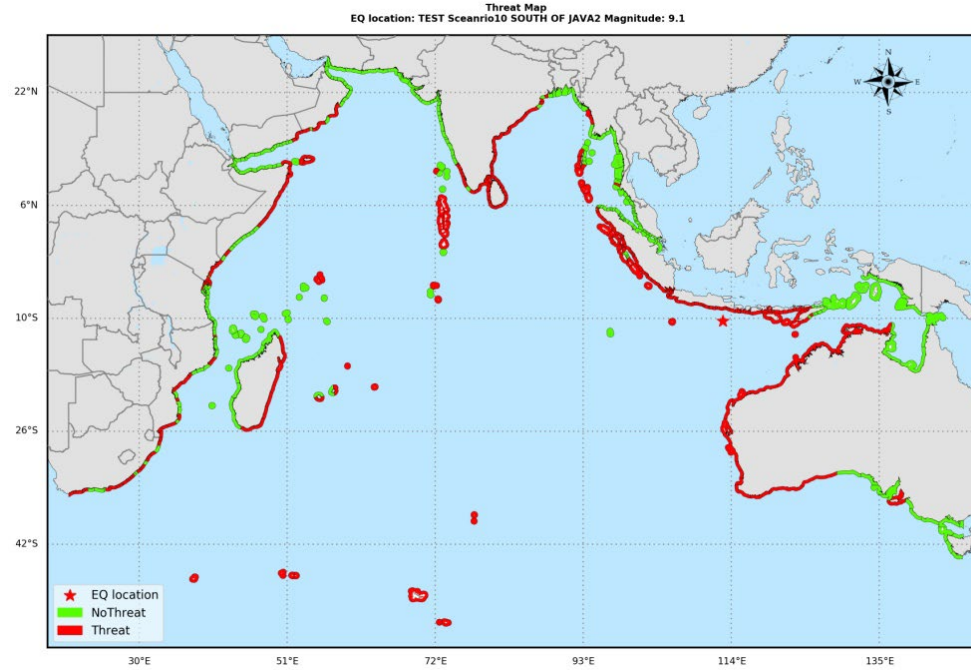 Threat Map
EQ location: TEST Sceanrio10 SOUTH OF JAVA2 Magnitude: 9.1
N
W E
S
22°N
6°N
10°S
26°S
42°S
EQ location
NoThreat
Threat
30°E 51°E 72°E 93°E 114°E 135°E